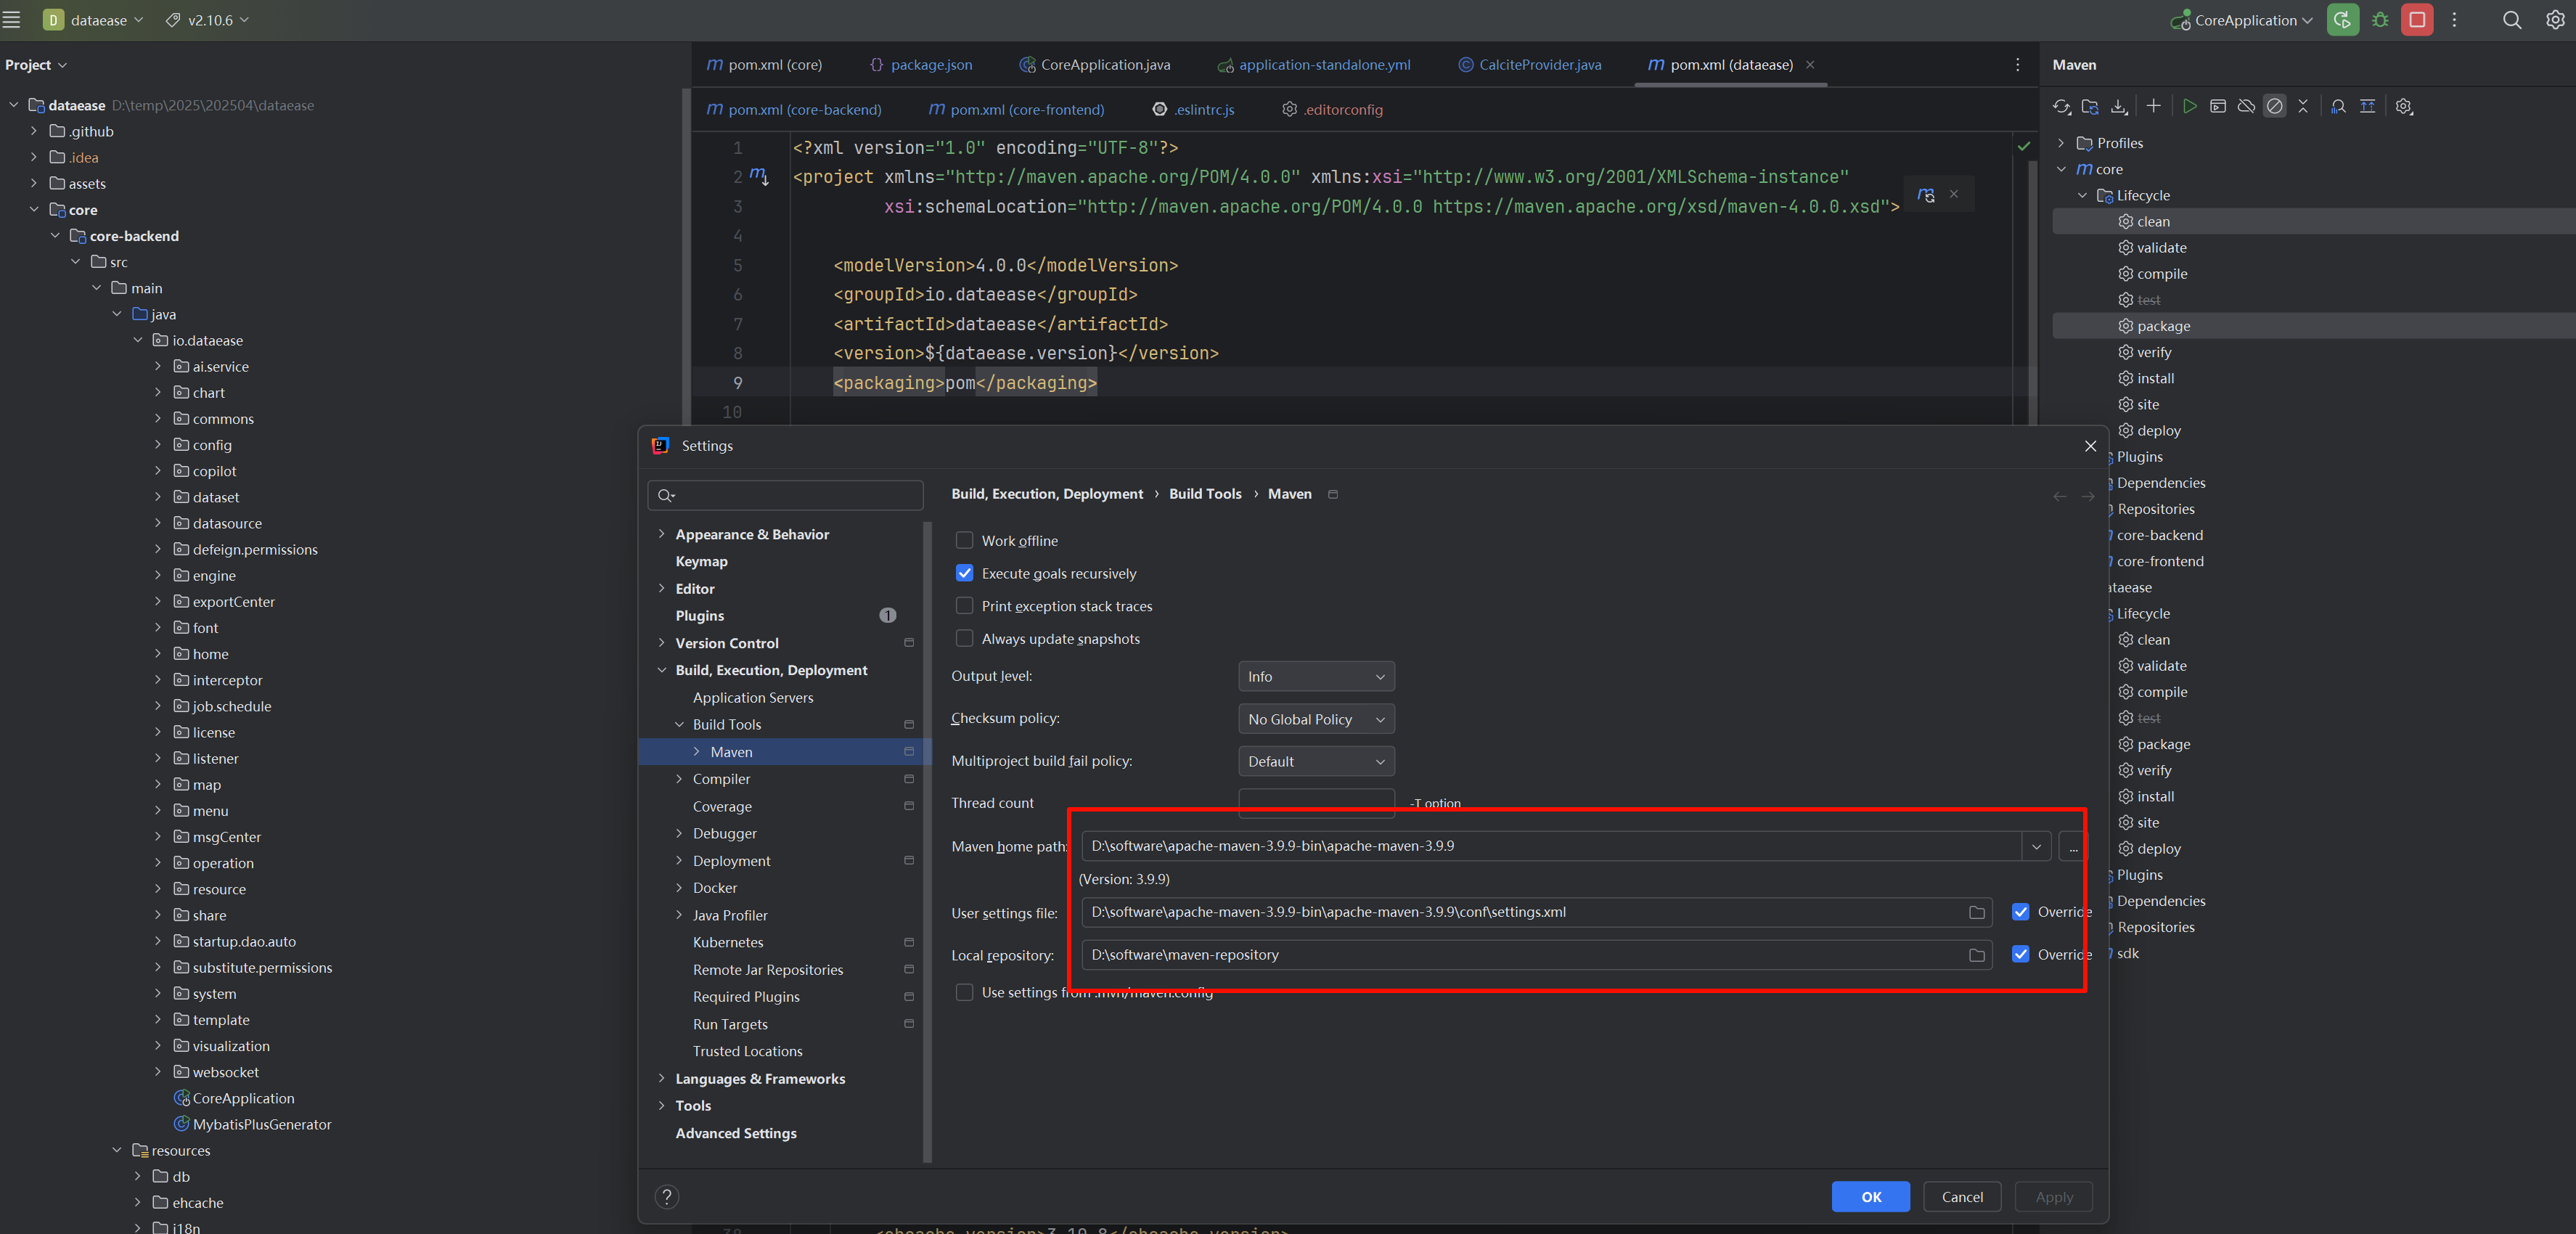 D dataease v2.10.6 CoreApplication
Project
dataease D:\temp\2025\202504\dataease
.github
.idea
assets
core
core-backend
src
main
java
io.dataease
ai.service
chart
commons
config
copilot
dataset
datasource
defeign.permissions
engine
exportCenter
font
home
interceptor
job.schedule
license
listener
map
menu
msgCenter
operation
resource
share
startup.dao.auto
substitute.permissions
system
template
visualization
websocket
CoreApplication
MybatisPlusGenerator
resources
db
ehcache
i18n
pom.xml (core) package.json CoreApplication.java application-standalone.yml CalciteProvider.java pom.xml (dataease)
pom.xml (core-backend) pom.xml (core-frontend) .eslintrc.js .editorconfig
1 <?xml version="1.0" encoding="UTF-8"?>
2 <project xmlns="http://maven.apache.org/POM/4.0.0" xmlns:xsi="http://www.w3.org/2001/XMLSchema-instance"
3 xsi:schemaLocation="http://maven.apache.org/POM/4.0.0 https://maven.apache.org/xsd/maven-4.0.0.xsd">
4
5 <modelVersion>4.0.0</modelVersion>
6 <groupId>io.dataease</groupId>
7 <artifactId>dataease</artifactId>
8 <version>${dataease.version}</version>
9 <packaging>pom</packaging>
10
Settings
Appearance & Behavior
Keymap
Editor
Plugins 1
Version Control
Build, Execution, Deployment
Application Servers
Build Tools
Maven
Compiler
Coverage
Debugger
Deployment
Docker
Java Profiler
Kubernetes
Remote Jar Repositories
Required Plugins
Run Targets
Trusted Locations
Languages & Frameworks
Tools
Advanced Settings
Build, Execution, Deployment › Build Tools › Maven
Work offline
Execute goals recursively
Print exception stack traces
Always update snapshots
Output level: Info
Checksum policy: No Global Policy
Multiproject build fail policy: Default
Thread count -T option
Maven home path: D:\software\apache-maven-3.9.9-bin\apache-maven-3.9.9 ...
(Version: 3.9.9)
User settings file: D:\software\apache-maven-3.9.9-bin\apache-maven-3.9.9\conf\settings.xml Override
Local repository: D:\software\maven-repository Override
Use settings from .mvn/maven.config
? OK Cancel Apply
Maven
Profiles
core
Lifecycle
clean
validate
compile
test
package
verify
install
site
deploy
Plugins
Dependencies
Repositories
core-backend
core-frontend
ataease
Lifecycle
clean
validate
compile
test
package
verify
install
site
deploy
Plugins
Dependencies
Repositories
sdk